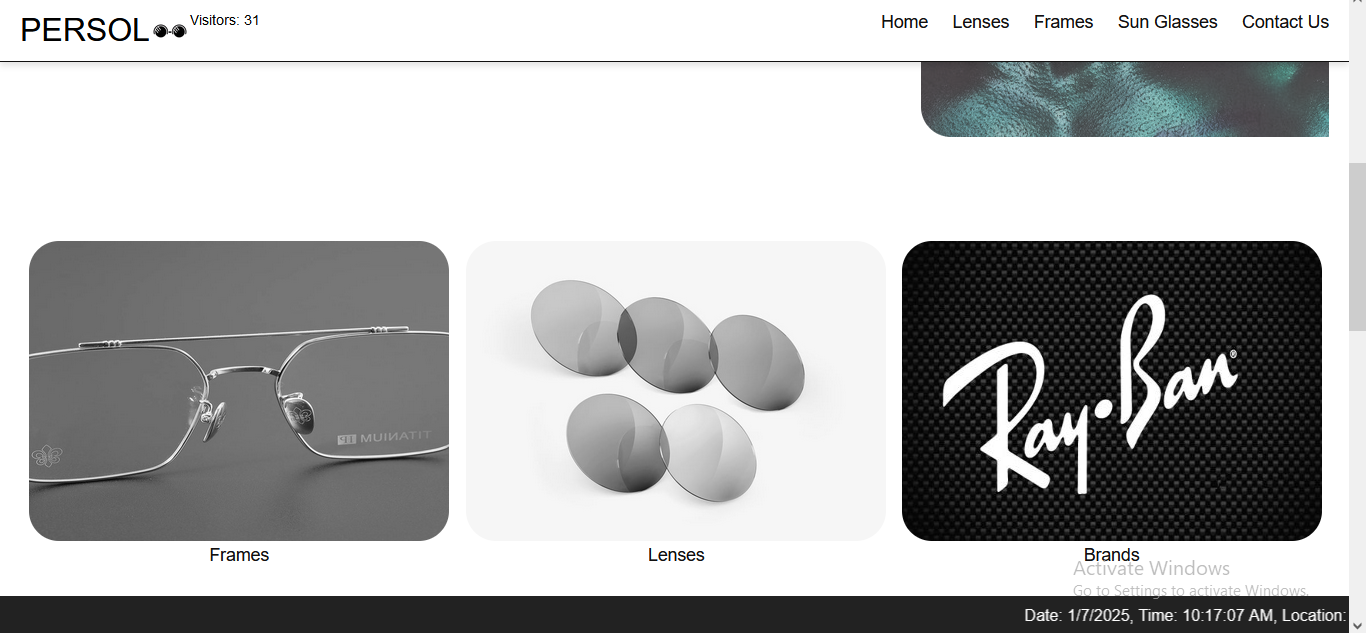 PERSOL
Visitors: 31
Home Lenses Frames Sun Glasses Contact Us
TITANIUM IP
Ray-Ban®
Frames
Lenses
Brands
Activate Windows
Go to Settings to activate Windows.
Date: 1/7/2025, Time: 10:17:07 AM, Location: